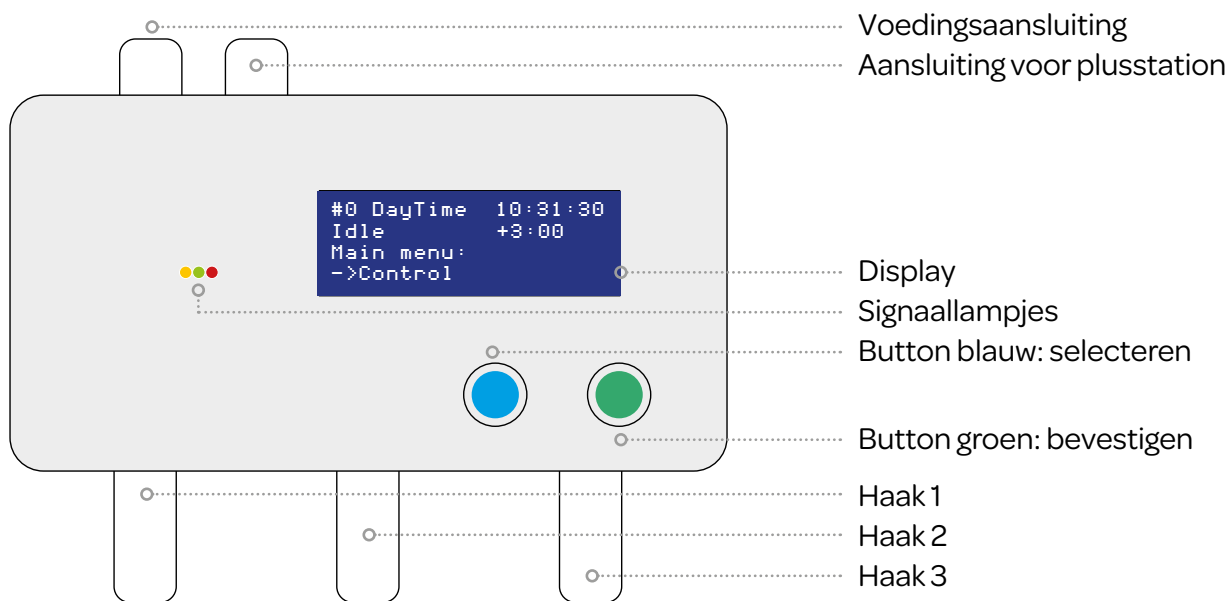 Voedingsaansluiting
Aansluiting voor plusstation
#0 DayTime 10:31:30
Idle +3:00
Main menu:
->Control
Display
Signaallampjes
Button blauw: selecteren
Button groen: bevestigen
Haak 1
Haak 2
Haak 3